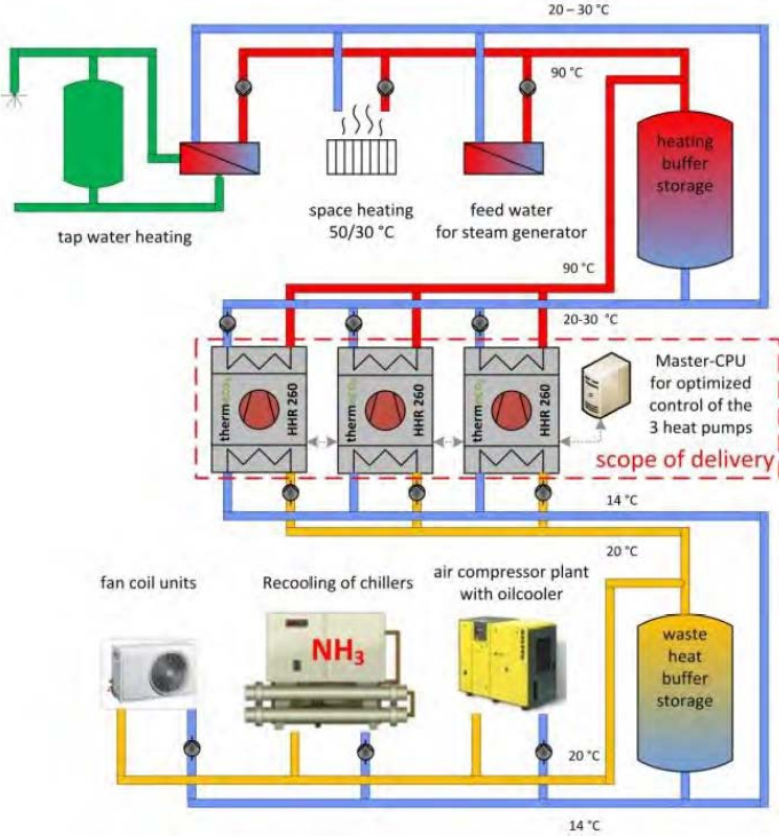 20 – 30 °C
90 °C
heating
buffer
storage
tap water heating
space heating
50/30 °C
feed water
for steam generator
90 °C
20-30 °C
thermeco₂
HHR 260
thermeco₂
HHR 260
thermeco₂
HHR 260
Master-CPU
for optimized
control of the
3 heat pumps
scope of delivery
14 °C
20 °C
fan coil units
Recooling of chillers
air compressor plant
with oilcooler
NH₃
waste
heat
buffer
storage
20 °C
14 °C